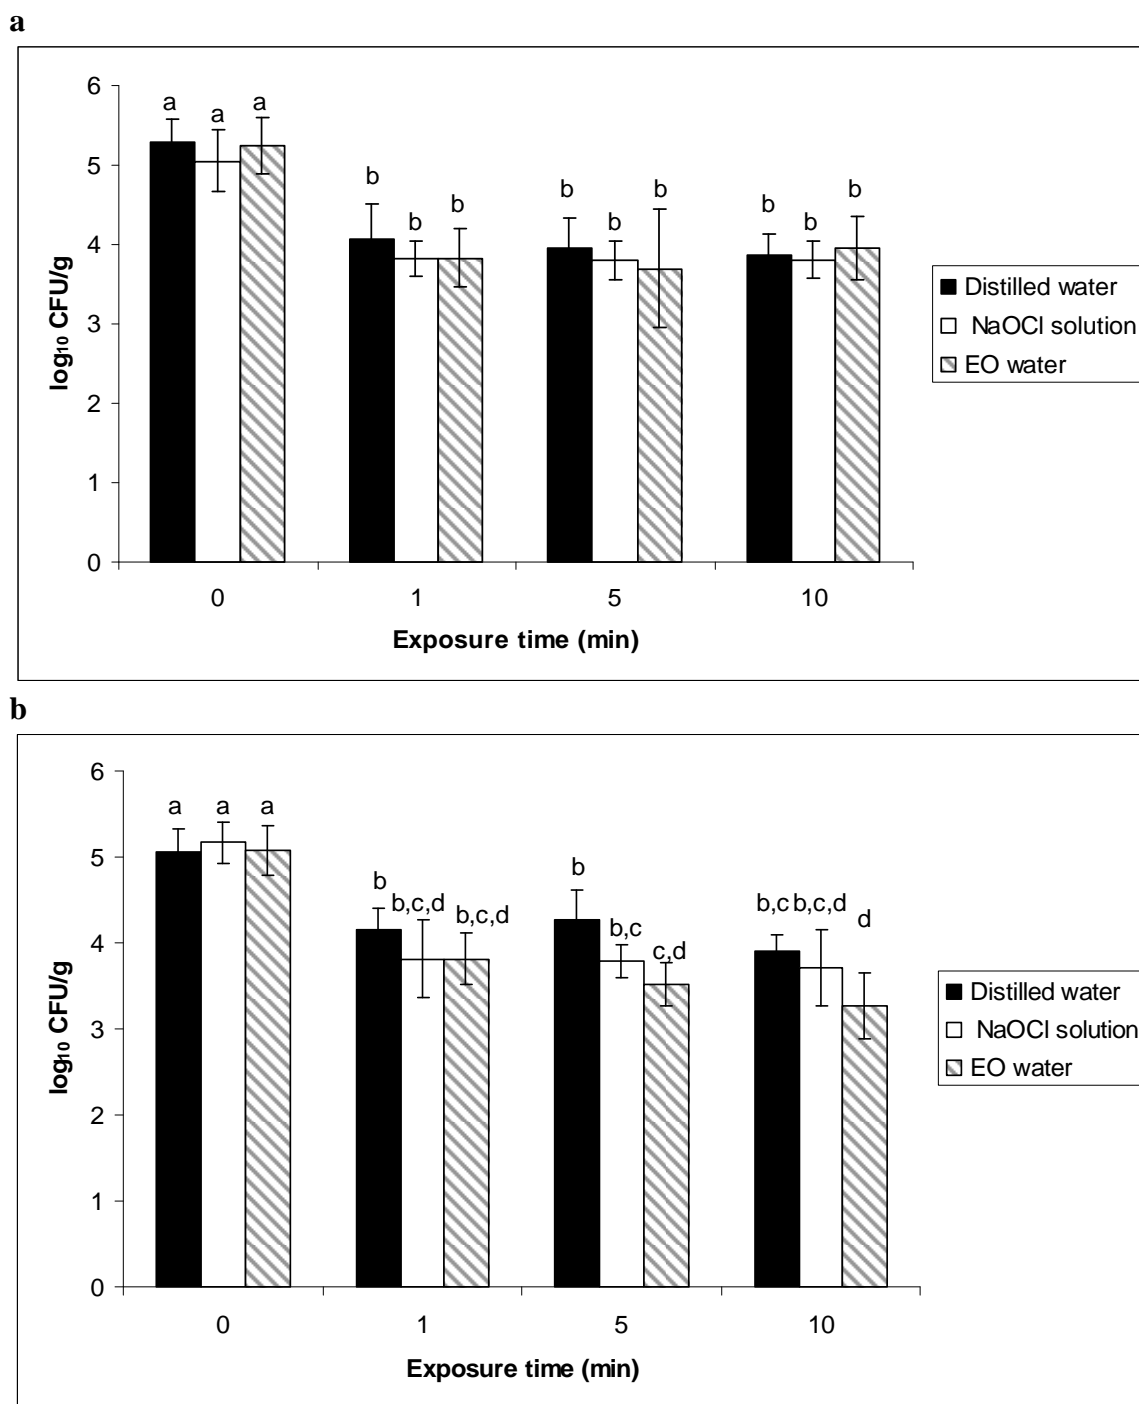 a
6
5
4
3
2
1
0
log₁₀ CFU/g
a a a
b b b
b b b
b b b
0 1 5 10
Exposure time (min)
Distilled water
NaOCl solution
EO water
b
6
5
4
3
2
1
0
log₁₀ CFU/g
a a a
b b,c,d b,c,d
b b,c c,d
b,c b,c,d d
0 1 5 10
Exposure time (min)
Distilled water
NaOCl solution
EO water